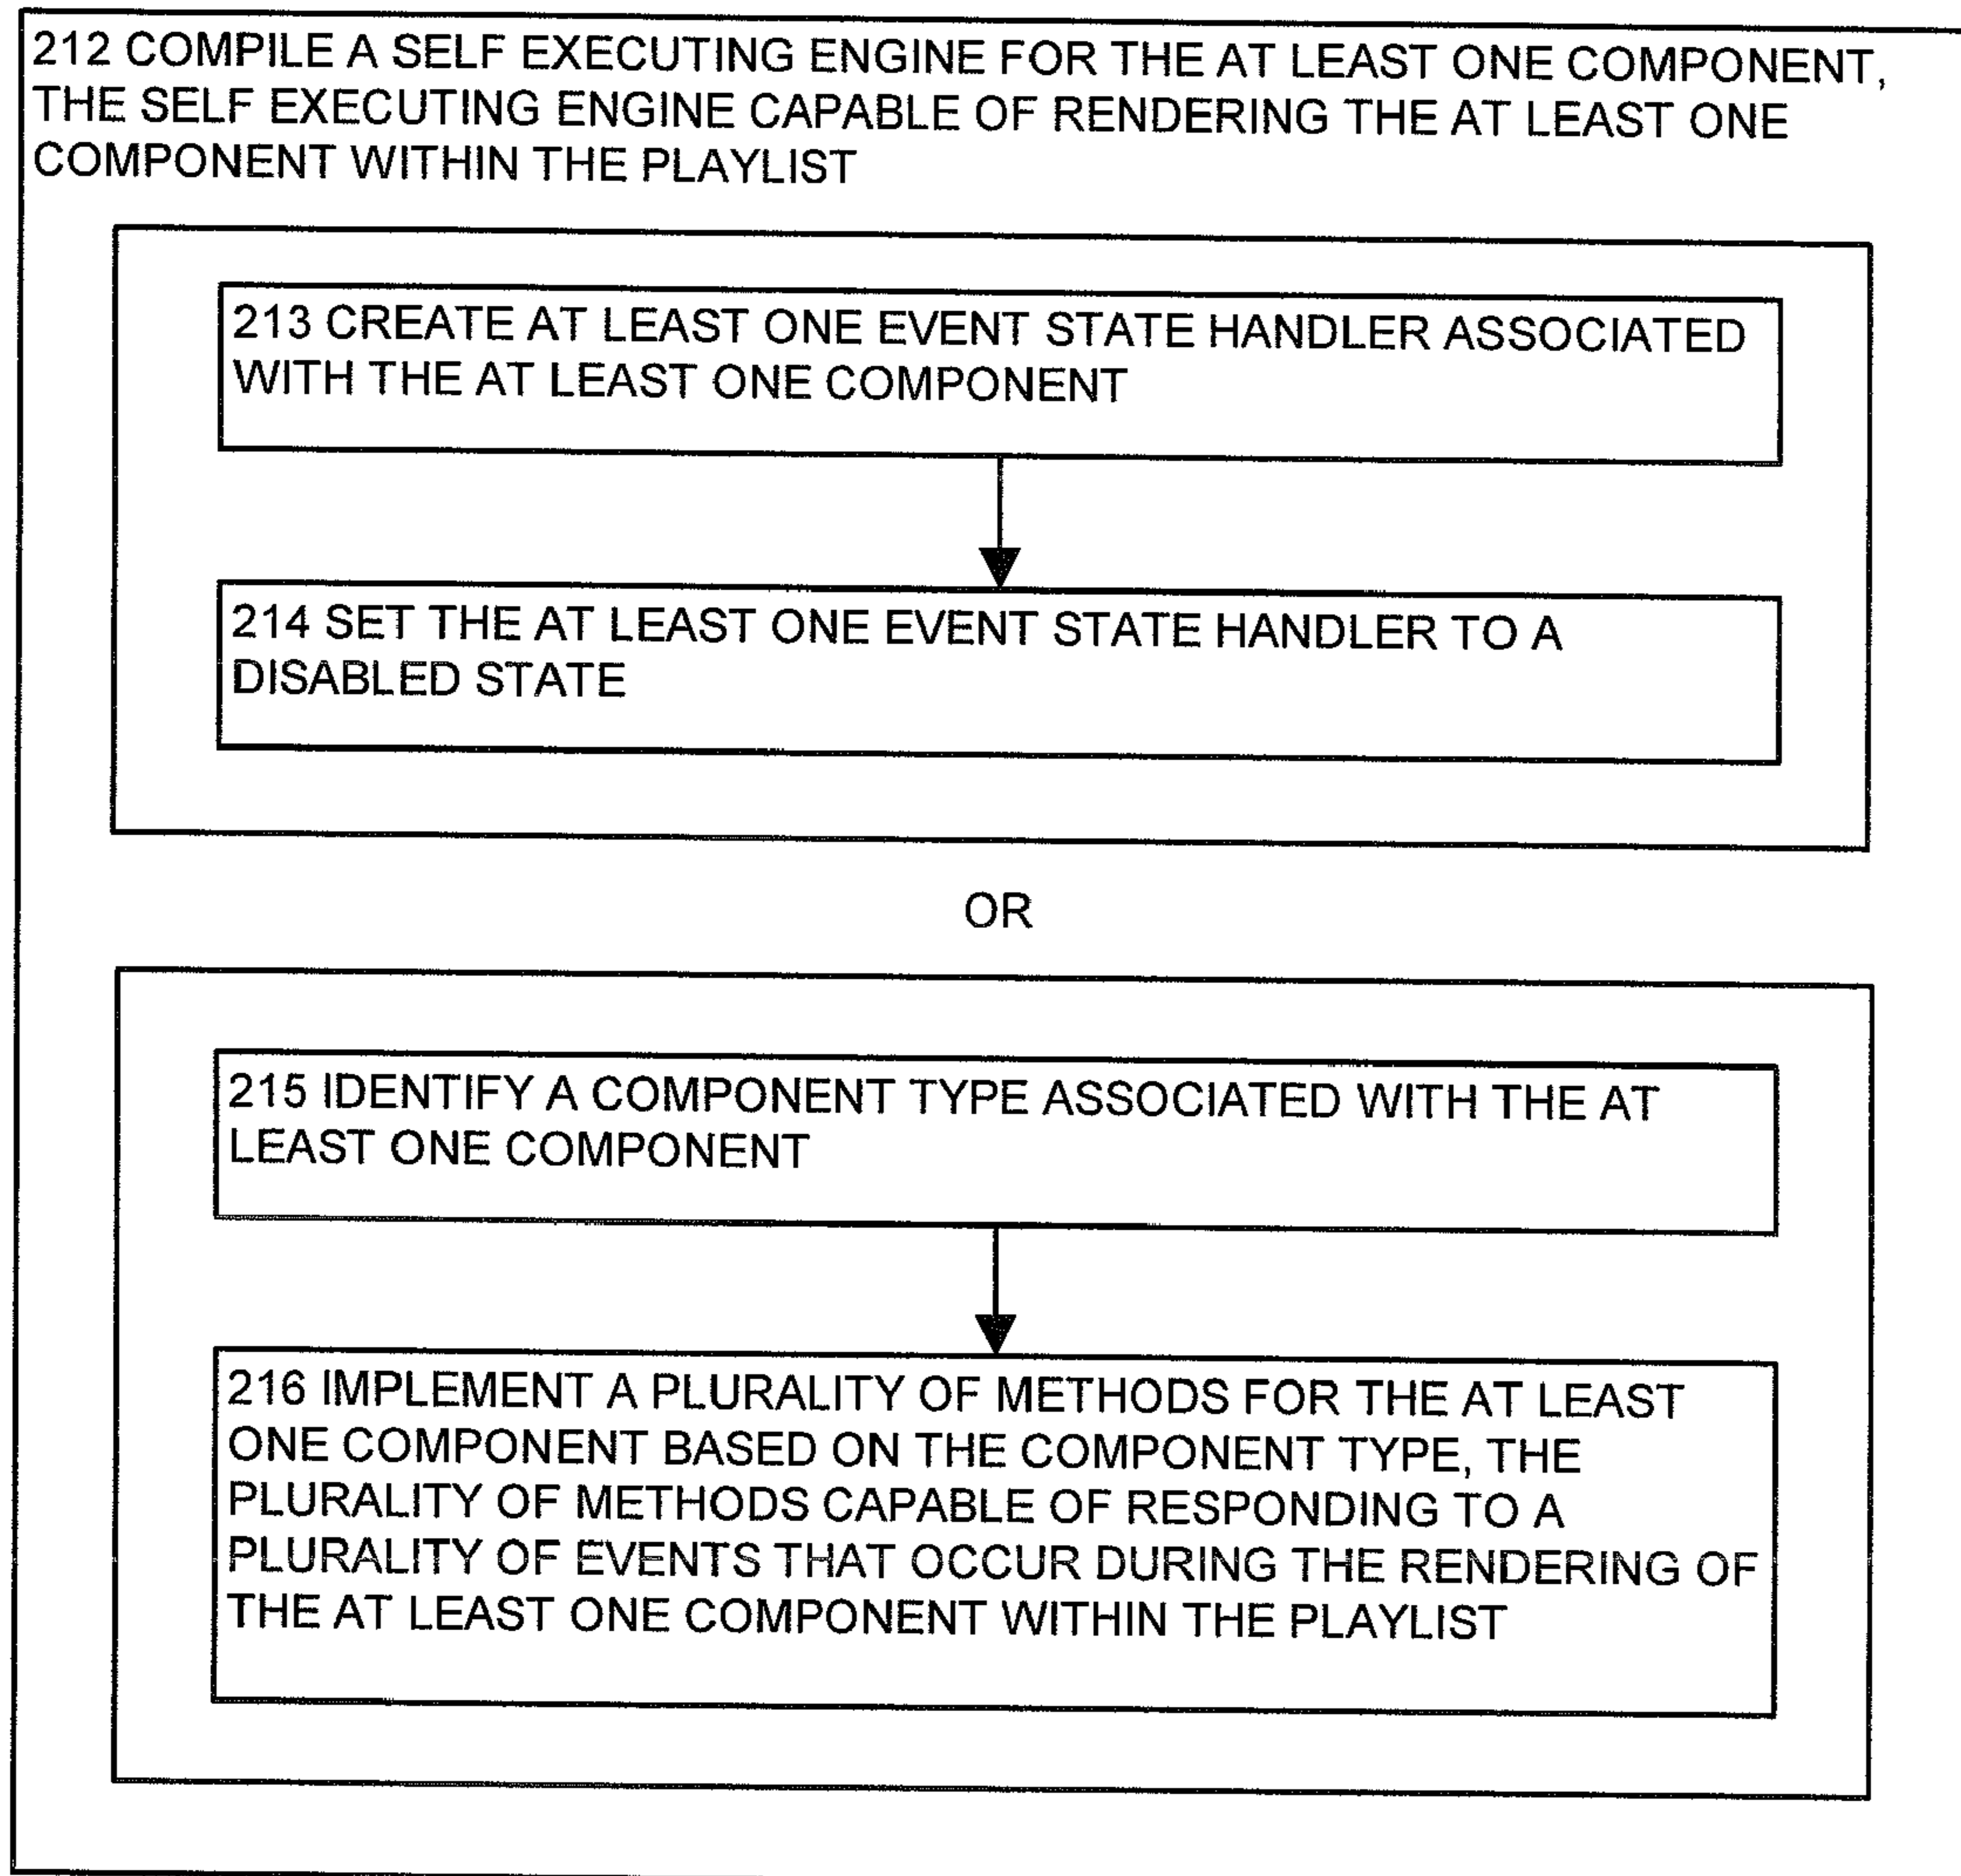 212 COMPILE A SELF EXECUTING ENGINE FOR THE AT LEAST ONE COMPONENT,
THE SELF EXECUTING ENGINE CAPABLE OF RENDERING THE AT LEAST ONE
COMPONENT WITHIN THE PLAYLIST
213 CREATE AT LEAST ONE EVENT STATE HANDLER ASSOCIATED
WITH THE AT LEAST ONE COMPONENT
214 SET THE AT LEAST ONE EVENT STATE HANDLER TO A
DISABLED STATE
OR
215 IDENTIFY A COMPONENT TYPE ASSOCIATED WITH THE AT
LEAST ONE COMPONENT
216 IMPLEMENT A PLURALITY OF METHODS FOR THE AT LEAST
ONE COMPONENT BASED ON THE COMPONENT TYPE, THE
PLURALITY OF METHODS CAPABLE OF RESPONDING TO A
PLURALITY OF EVENTS THAT OCCUR DURING THE RENDERING OF
THE AT LEAST ONE COMPONENT WITHIN THE PLAYLIST